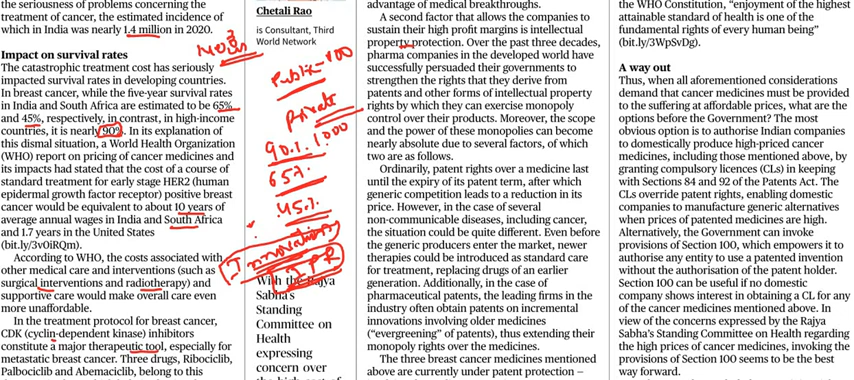 the seriousness of problems concerning the
treatment of cancer, the estimated incidence of
which in India was nearly 1.4 million in 2020.
Impact on survival rates
The catastrophic treatment cost has seriously
impacted survival rates in developing countries.
In breast cancer, while the five-year survival rates
in India and South Africa are estimated to be 65%
and 45%, respectively, in contrast, in high-income
countries, it is nearly 90%. In its explanation of
this dismal situation, a World Health Organization
(WHO) report on pricing of cancer medicines and
its impacts had stated that the cost of a course of
standard treatment for early stage HER2 (human
epidermal growth factor receptor) positive breast
cancer would be equivalent to about 10 years of
average annual wages in India and South Africa
and 1.7 years in the United States
(bit.ly/3v0iRQm).
According to WHO, the costs associated with
other medical care and interventions (such as
surgical interventions and radiotherapy) and
supportive care would make overall care even
more unaffordable.
In the treatment protocol for breast cancer,
CDK (cyclin-dependent kinase) inhibitors
constitute a major therapeutic tool, especially for
metastatic breast cancer. Three drugs, Ribociclib,
Palbociclib and Abemaciclib, belong to this
Chetali Rao
is Consultant, Third
World Network
Public - 100
Private
90% 1000
65%
45%
Innovations
IPR
With the Rajya
Sabha's
Standing
Committee on
Health
expressing
concern over
the high cost of
advantage of medical breakthroughs.
A second factor that allows the companies to
sustain their high profit margins is intellectual
property protection. Over the past three decades,
pharma companies in the developed world have
successfully persuaded their governments to
strengthen the rights that they derive from
patents and other forms of intellectual property
rights by which they can exercise monopoly
control over their products. Moreover, the scope
and the power of these monopolies can become
nearly absolute due to several factors, of which
two are as follows.
Ordinarily, patent rights over a medicine last
until the expiry of its patent term, after which
generic competition leads to a reduction in its
price. However, in the case of several
non-communicable diseases, including cancer,
the situation could be quite different. Even before
the generic producers enter the market, newer
therapies could be introduced as standard care
for treatment, replacing drugs of an earlier
generation. Additionally, in the case of
pharmaceutical patents, the leading firms in the
industry often obtain patents on incremental
innovations involving older medicines
("evergreening" of patents), thus extending their
monopoly over the medicines.
The three breast cancer medicines mentioned
above are currently under patent protection —
the WHO Constitution, "enjoyment of the highest
attainable standard of health is one of the
fundamental rights of every human being"
(bit.ly/3WpSvDg).
A way out
Thus, when all aforementioned considerations
demand that cancer medicines must be provided
to the suffering at affordable prices, what are the
options before the Government? The most
obvious option is to authorise Indian companies
to domestically produce high-priced cancer
medicines, including those mentioned above, by
granting compulsory licences (CLs) in keeping
with Sections 84 and 92 of the Patents Act. The
CLs override patent rights, enabling domestic
companies to manufacture generic alternatives
when prices of patented medicines are high.
Alternatively, the Government can invoke
provisions of Section 100, which empowers it to
authorise any entity to use a patented invention
without the authorisation of the patent holder.
Section 100 can be useful if no domestic
company shows interest in obtaining a CL for any
of the cancer medicines mentioned above. In
view of the concerns expressed by the Rajya
Sabha's Standing Committee on Health regarding
the high prices of cancer medicines, invoking the
provisions of Section 100 seems to be the best
way forward.